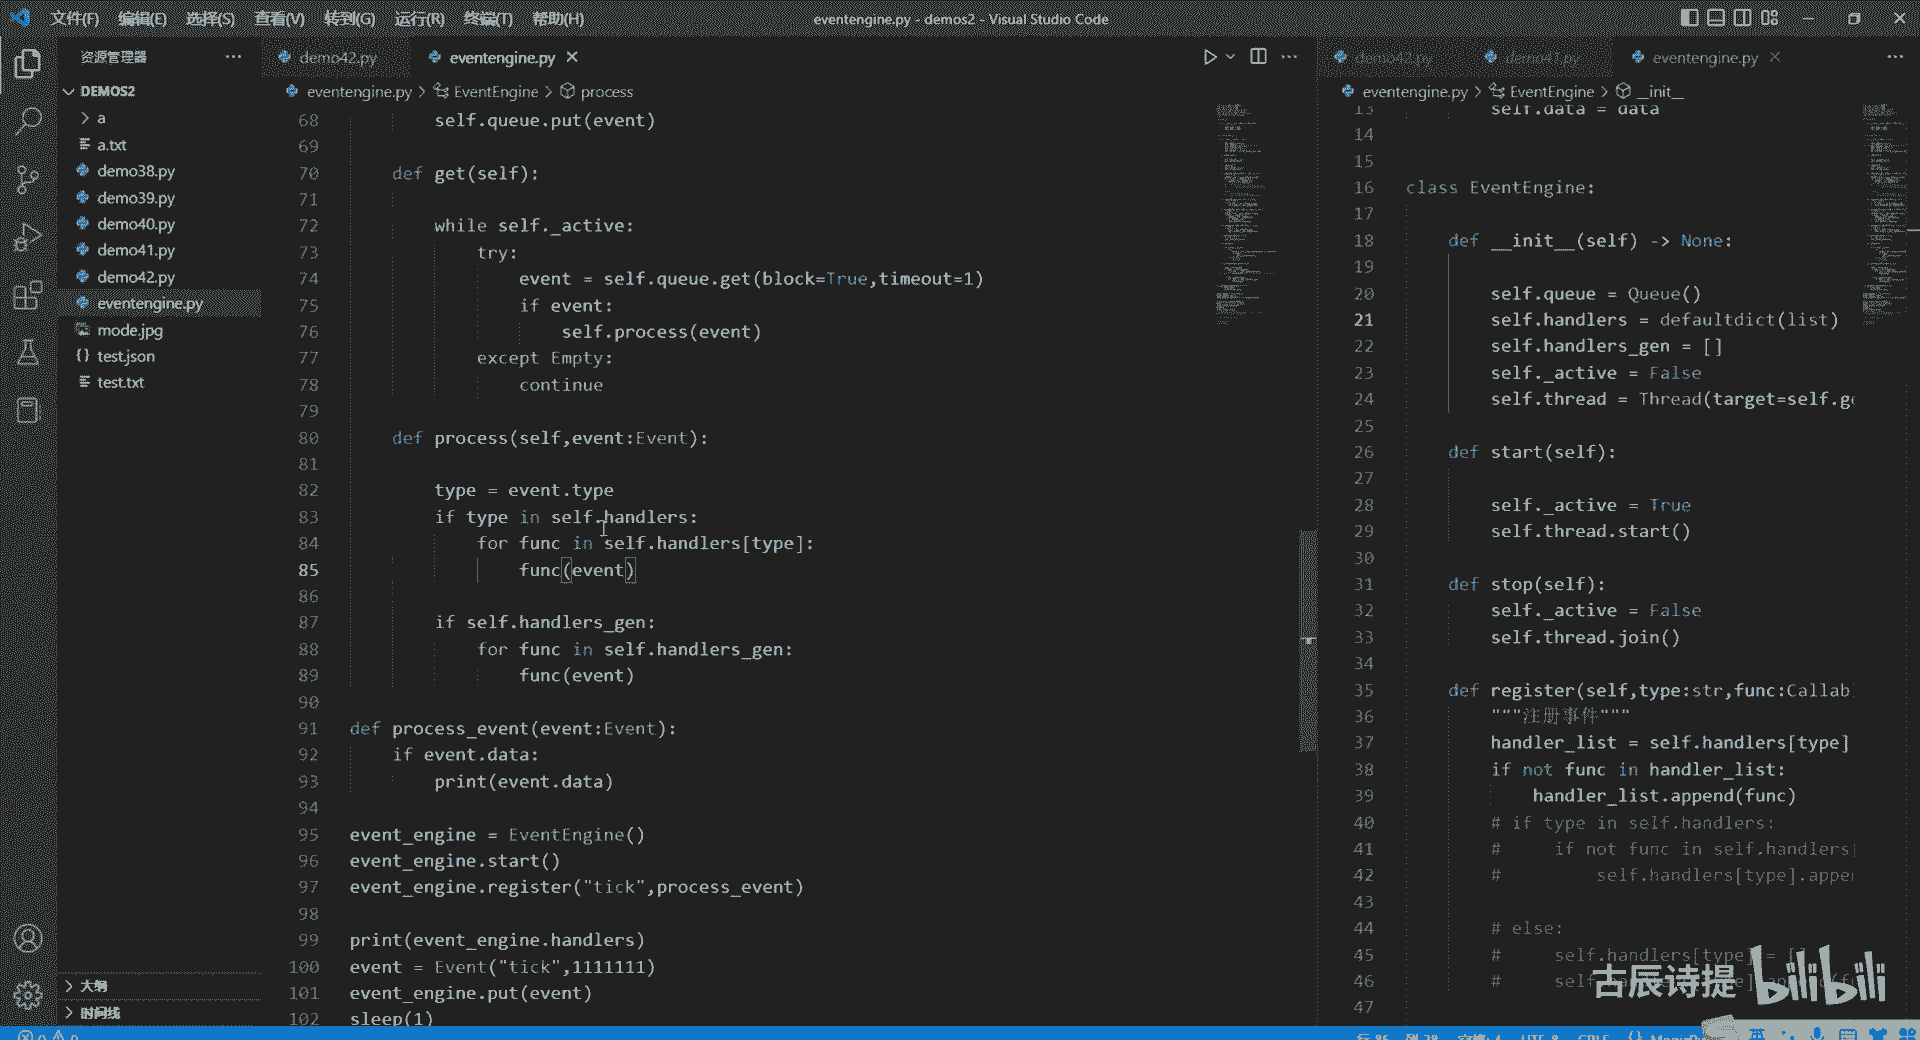 文件(F) 编辑(E) 选择(S) 查看(V) 转到(G) 运行(R) 终端(T) 帮助(H)
eventengine.py - demos2 - Visual Studio Code
资源管理器
DEMOS2
a
a.txt
demo38.py
demo39.py
demo40.py
demo41.py
demo42.py
eventengine.py
mode.jpg
test.json
test.txt
大纲
时间线
demo42.py
eventengine.py
eventengine.py > EventEngine > process
68 self.queue.put(event)
69
70 def get(self):
71
72 while self._active:
73 try:
74 event = self.queue.get(block=True,timeout=1)
75 if event:
76 self.process(event)
77 except Empty:
78 continue
79
80 def process(self,event:Event):
81
82 type = event.type
83 if type in self.handlers:
84 for func in self.handlers[type]:
85 func(event)
86
87 if self.handlers_gen:
88 for func in self.handlers_gen:
89 func(event)
90
91 def process_event(event:Event):
92 if event.data:
93 print(event.data)
94
95 event_engine = EventEngine()
96 event_engine.start()
97 event_engine.register("tick",process_event)
98
99 print(event_engine.handlers)
100 event = Event("tick",1111111)
101 event_engine.put(event)
102 sleep(1)
demo42.py
demo41.py
eventengine.py
eventengine.py > EventEngine > __init__
13 self.data = data
14
15
16 class EventEngine:
17
18 def __init__(self) -> None:
19
20 self.queue = Queue()
21 self.handlers = defaultdict(list)
22 self.handlers_gen = []
23 self._active = False
24 self.thread = Thread(target=self.ge
25
26 def start(self):
27
28 self._active = True
29 self.thread.start()
30
31 def stop(self):
32 self._active = False
33 self.thread.join()
34
35 def register(self,type:str,func:Callab
36 """注册事件"""
37 handler_list = self.handlers[type]
38 if not func in handler_list:
39 handler_list.append(func)
40 # if type in self.handlers:
41 # if not func in self.handlers
42 # self.handlers[type].appe
43
44 # else:
45 # self.handlers[type] = [
46 # self
47
古辰诗提 bilibili
英